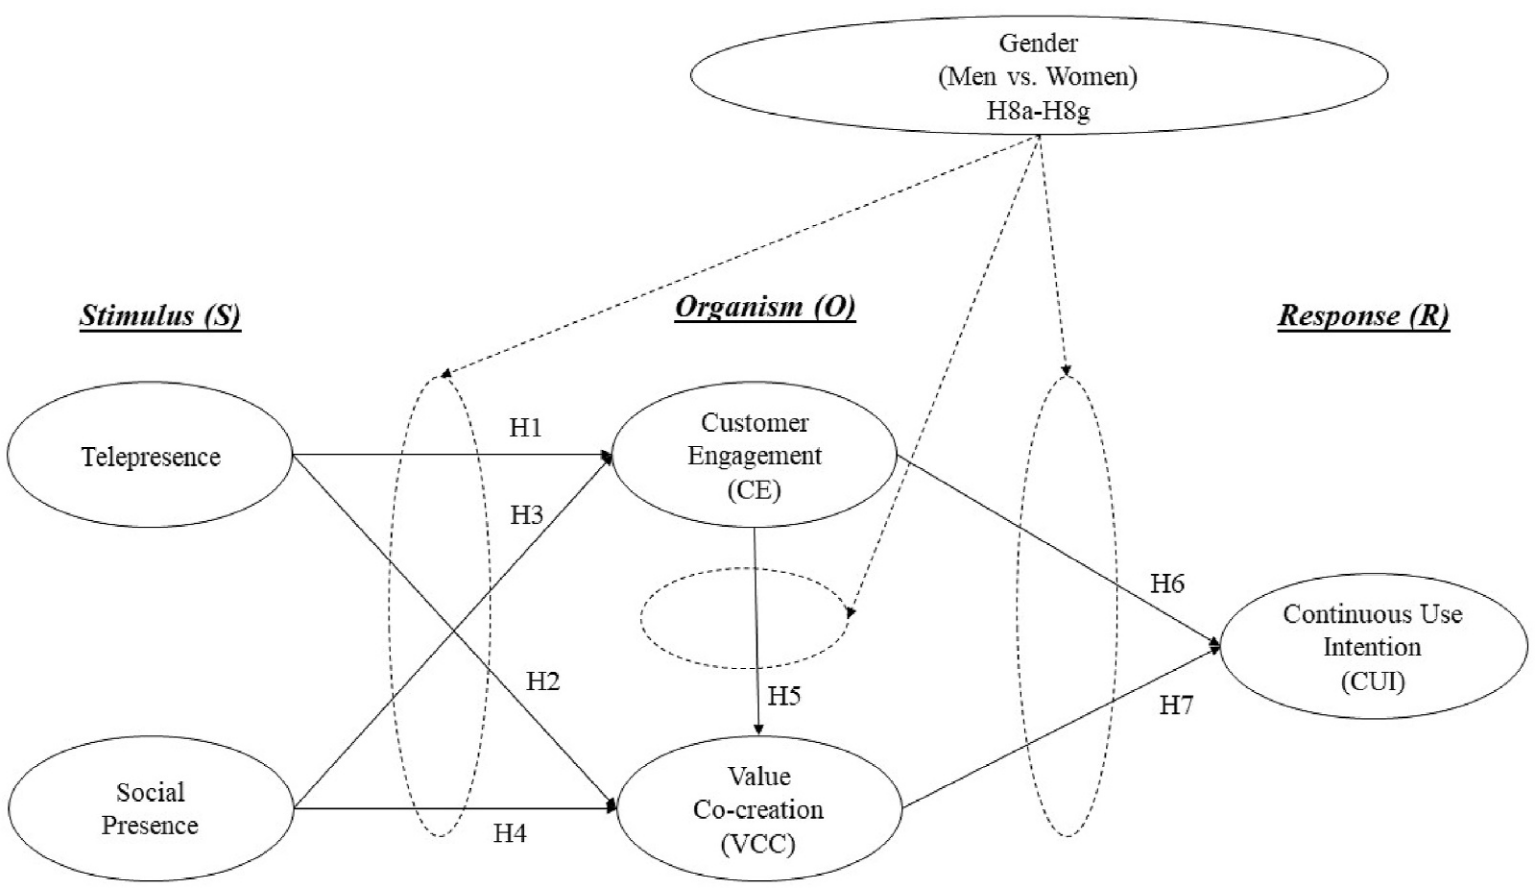 Gender
(Men vs. Women)
H8a-H8g
Stimulus (S)
Organism (O)
Response (R)
Telepresence
H1
Customer
Engagement
(CE)
H3
H6
Continuous Use
Intention
(CUI)
H2
H5
H7
Social
Presence
H4
Value
Co-creation
(VCC)